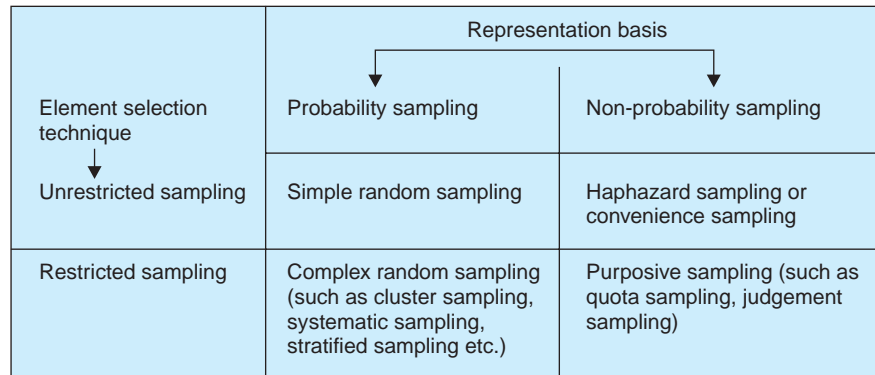 Representation basis
Element selection
technique
Probability sampling
Non-probability sampling
Unrestricted sampling
Simple random sampling
Haphazard sampling or
convenience sampling
Restricted sampling
Complex random sampling
(such as cluster sampling,
systematic sampling,
stratified sampling etc.)
Purposive sampling (such as
quota sampling, judgement
sampling)